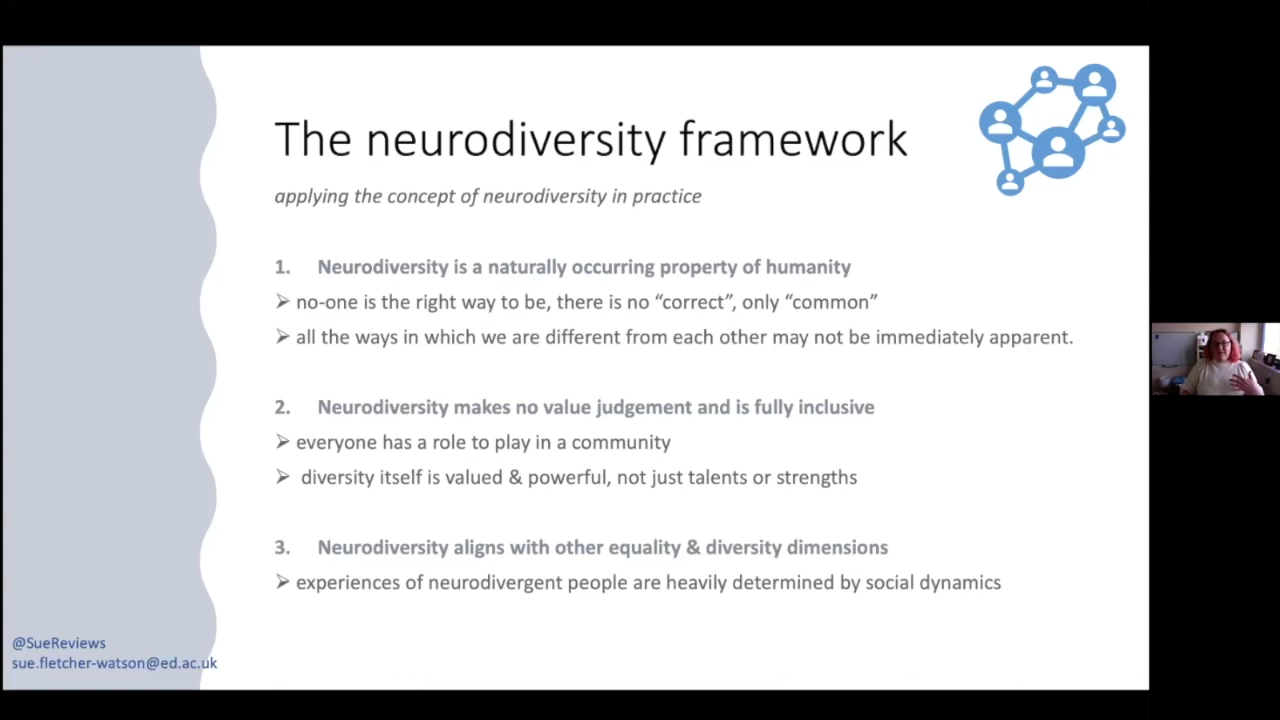 The neurodiversity framework
applying the concept of neurodiversity in practice
1. Neurodiversity is a naturally occurring property of humanity
➢ no-one is the right way to be, there is no “correct”, only “common”
➢ all the ways in which we are different from each other may not be immediately apparent.
2. Neurodiversity makes no value judgement and is fully inclusive
➢ everyone has a role to play in a community
➢ diversity itself is valued & powerful, not just talents or strengths
3. Neurodiversity aligns with other equality & diversity dimensions
➢ experiences of neurodivergent people are heavily determined by social dynamics
@SueReviews
sue.fletcher-watson@ed.ac.uk